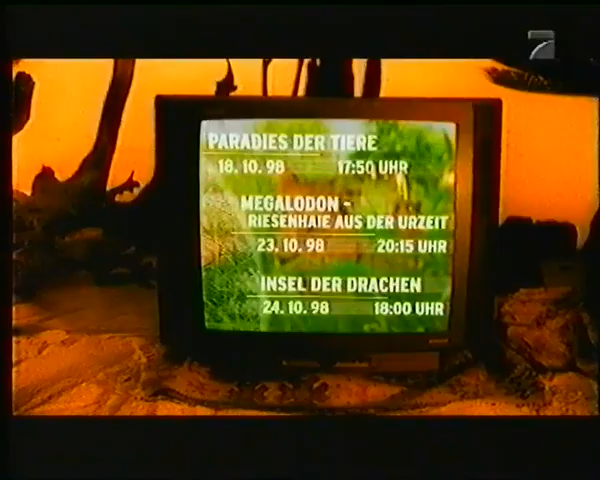 7
PARADIES DER TIERE
18.10.98 17:50 UHR
MEGALODON -
RIESENHAIE AUS DER URZEIT
23.10.98 20:15 UHR
INSEL DER DRACHEN
24.10.98 18:00 UHR